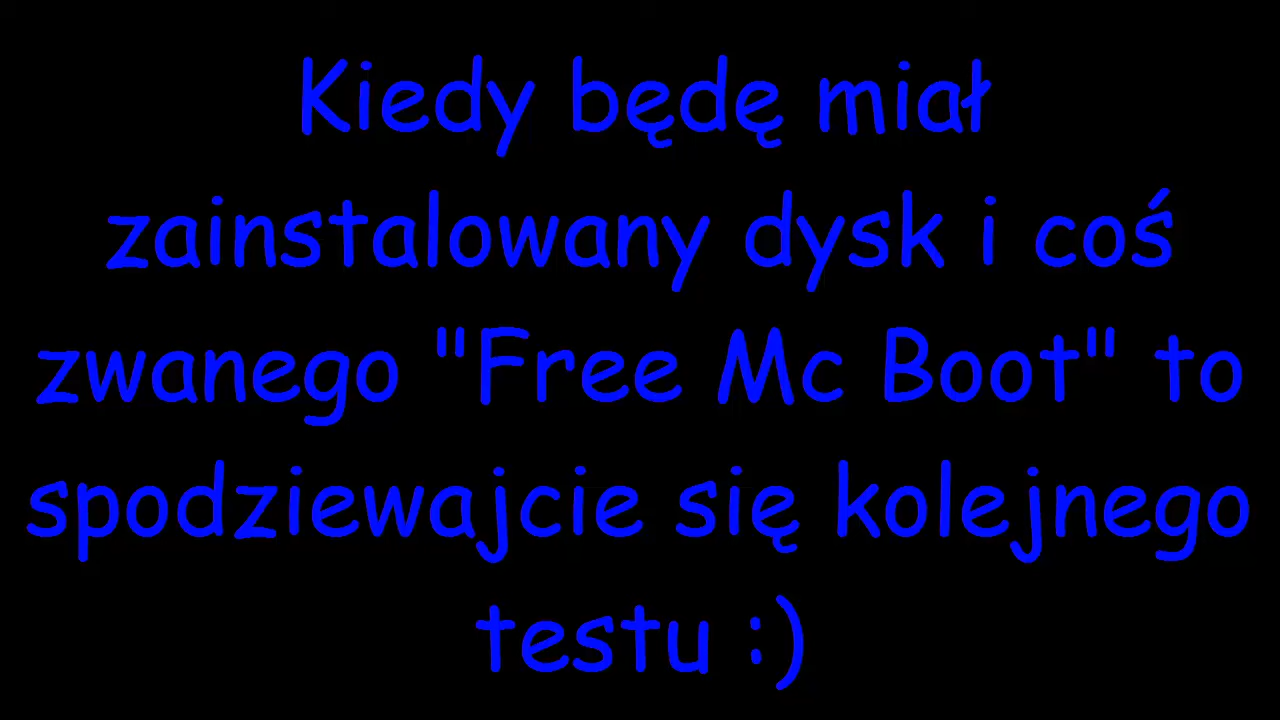 Kiedy będę miał
zainstalowany dysk i coś
zwanego "Free Mc Boot" to
spodziewajcie się kolejnego
testu :)